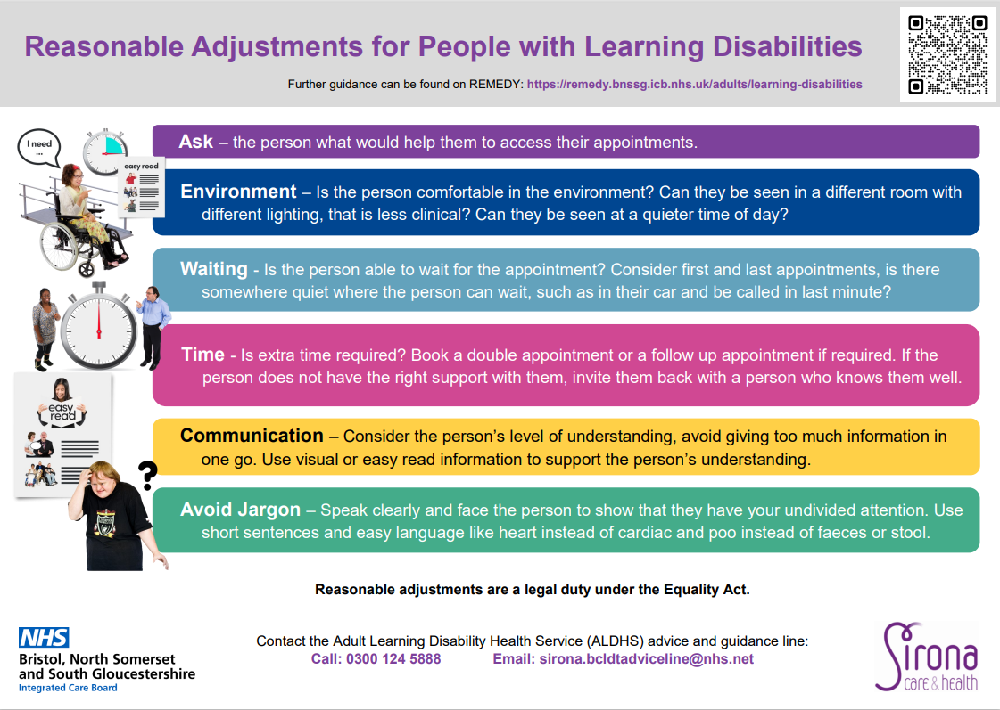 Reasonable Adjustments for People with Learning Disabilities
Further guidance can be found on REMEDY: https://remedy.bnssg.icb.nhs.uk/adults/learning-disabilities
I need
...
easy read
Ask – the person what would help them to access their appointments.
Environment – Is the person comfortable in the environment? Can they be seen in a different room with
different lighting, that is less clinical? Can they be seen at a quieter time of day?
Waiting - Is the person able to wait for the appointment? Consider first and last appointments, is there
somewhere quiet where the person can wait, such as in their car and be called in last minute?
Time - Is extra time required? Book a double appointment or a follow up appointment if required. If the
person does not have the right support with them, invite them back with a person who knows them well.
easy
read
Communication – Consider the person’s level of understanding, avoid giving too much information in
one go. Use visual or easy read information to support the person’s understanding.
?
Avoid Jargon – Speak clearly and face the person to show that they have your undivided attention. Use
short sentences and easy language like heart instead of cardiac and poo instead of faeces or stool.
Reasonable adjustments are a legal duty under the Equality Act.
NHS
Bristol, North Somerset
and South Gloucestershire
Integrated Care Board
Contact the Adult Learning Disability Health Service (ALDHS) advice and guidance line:
Call: 0300 124 5888 Email: sirona.bcldtadviceline@nhs.net
Sirona
care & health